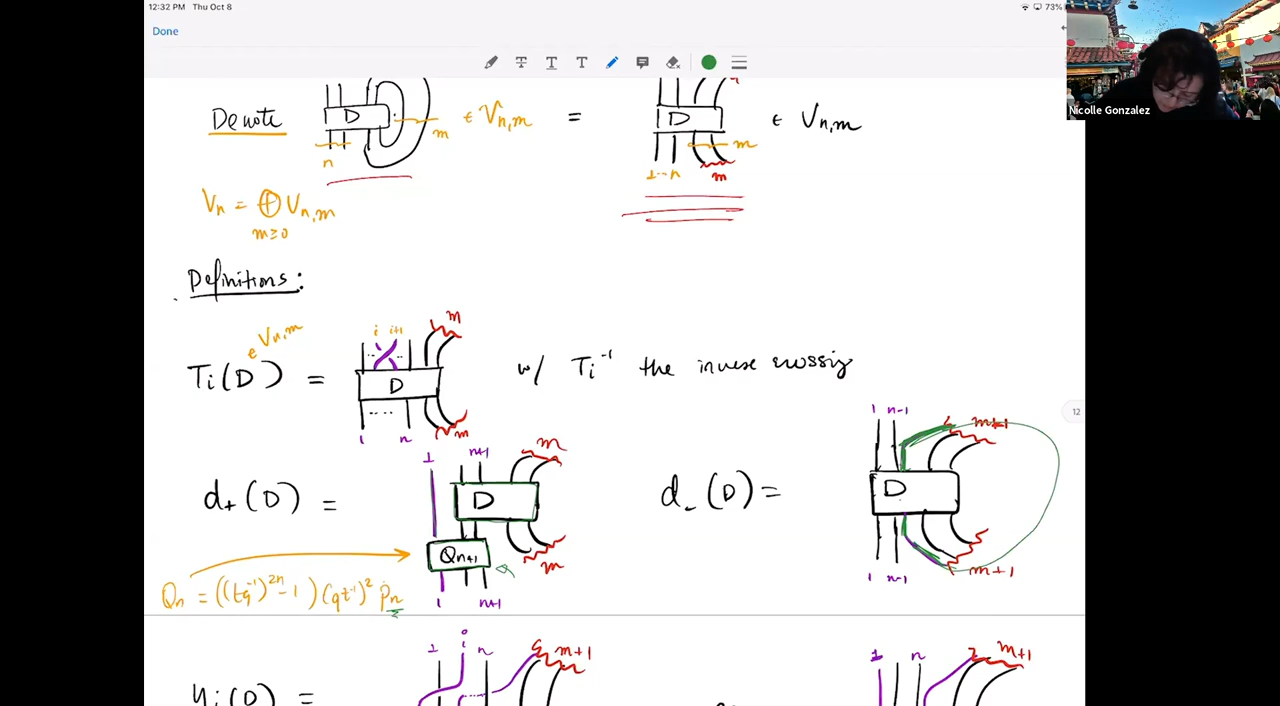 12:32 PM Thu Oct 8
73%
Done
Nicolle Gonzalez
Denote D ∈ V_{n,m} = D ∈ V_{n,m}
n m
1...n m m
V_n = ⊕_{m≥0} V_{n,m}
Definitions:
∈ V_{n,m}
i i+1 m
T_i(D) = D w/ T_i^{-1} the inverse crossing
1 n m
12
1 n+1 m
1 n-1 m+1
d_+(D) = D
d_-(D) = D
Q_{n+1}
m
1 n-1 m+1
Q_n = ((tq^{-1})^{2n} - 1)(qt^{-1})^2 p_n
1 n+1
1 i n m+1
1 n m+1
y_i(D) =